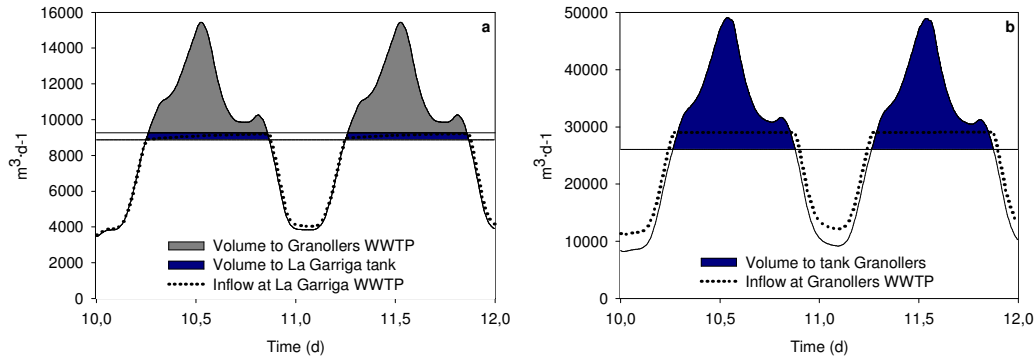 a
16000
14000
12000
10000
8000
6000
4000
2000
0
m3·d-1
10,0 10,5 11,0 11,5 12,0
Time (d)
Volume to Granollers WWTP
Volume to La Garriga tank
Inflow at La Garriga WWTP
b
50000
40000
30000
20000
10000
0
m3·d-1
10,0 10,5 11,0 11,5 12,0
Time (d)
Volume to tank Granollers
Inflow at Granollers WWTP